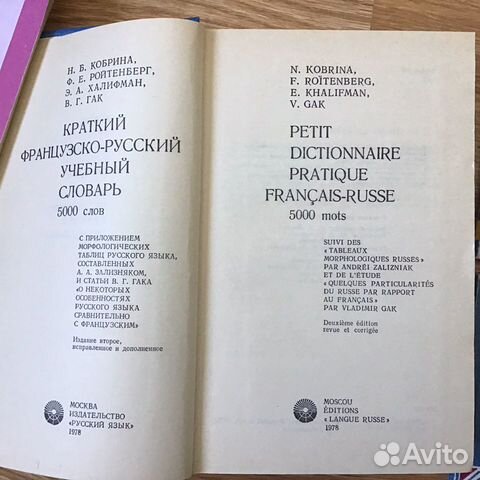 Н. Б. КОБРИНА,
Ф. Е. РОЙТЕНБЕРГ,
Э. А. ХАЛИФМАН,
В. Г. ГАК
КРАТКИЙ
ФРАНЦУЗСКО-РУССКИЙ
УЧЕБНЫЙ
СЛОВАРЬ
5000 слов
С ПРИЛОЖЕНИЕМ
МОРФОЛОГИЧЕСКИХ
ТАБЛИЦ РУССКОГО ЯЗЫКА,
СОСТАВЛЕННЫХ
А. А. ЗАЛИЗНЯКОМ,
И СТАТЬИ В. Г. ГАКА
«О НЕКОТОРЫХ
ОСОБЕННОСТЯХ
РУССКОГО ЯЗЫКА
СРАВНИТЕЛЬНО
С ФРАНЦУЗСКИМ»
Издание второе,
исправленное и дополненное
МОСКВА
ИЗДАТЕЛЬСТВО
«РУССКИЙ ЯЗЫК»
1978
N. KOBRINA,
F. ROÏTENBERG,
E. KHALIFMAN,
V. GAK
PETIT
DICTIONNAIRE
PRATIQUE
FRANÇAIS-RUSSE
5000 mots
SUIVI DES
« TABLEAUX
MORPHOLOGIQUES RUSSES »
PAR ANDRÉI ZALIZNIAK
ET DE L'ÉTUDE
« QUELQUES PARTICULARITÉS
DU RUSSE PAR RAPPORT
AU FRANÇAIS »
PAR VLADIMIR GAK
Deuxième édition
revue et corrigée
MOSCOU
ÉDITIONS
« LANGUE RUSSE »
1978
Avito